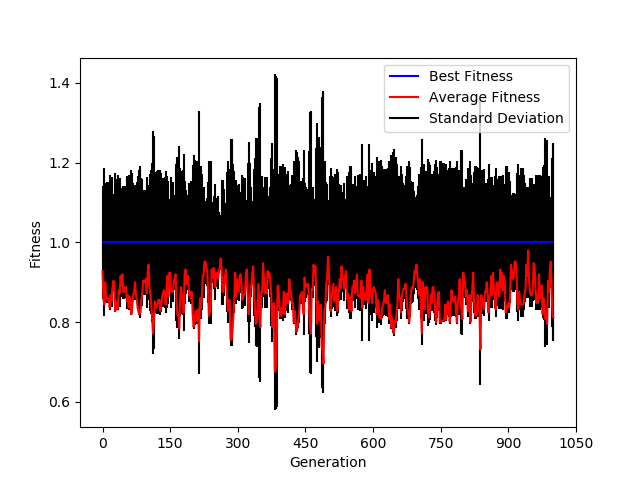 Best Fitness
Average Fitness
Standard Deviation
1.4
1.2
1.0
0.8
0.6
Fitness
0 150 300 450 600 750 900 1050
Generation